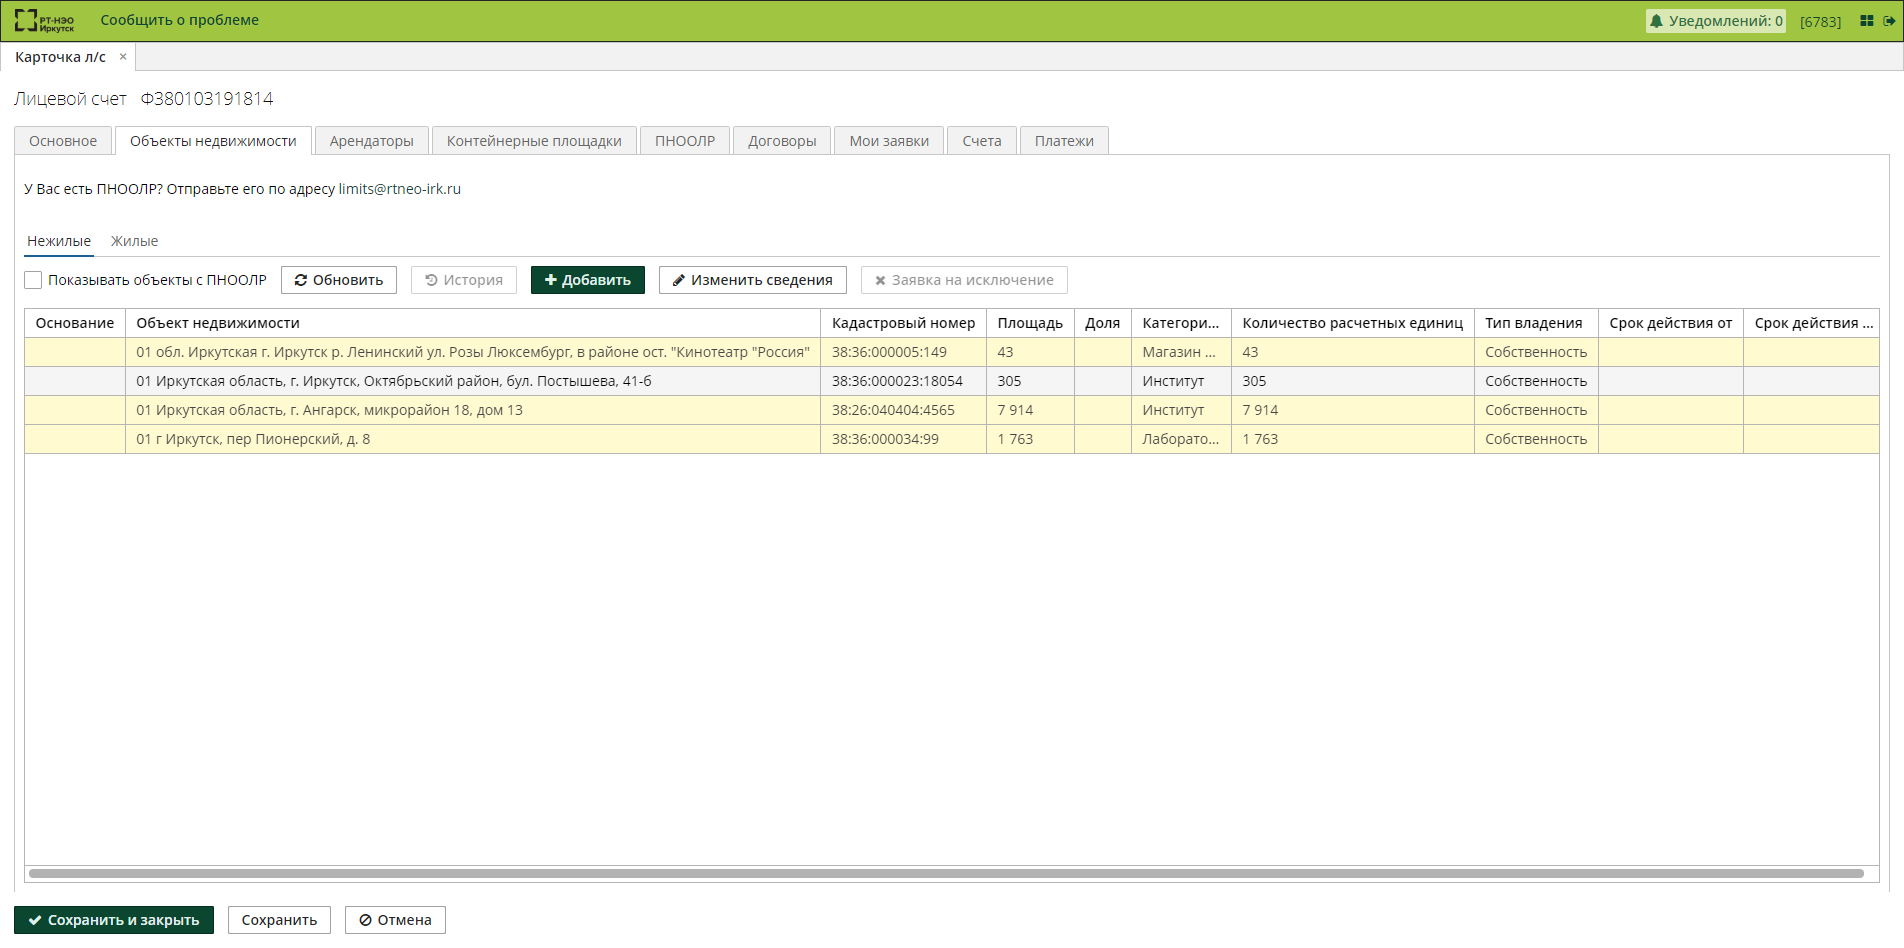 РТ-НЭО
Иркутск
Сообщить о проблеме
Уведомлений: 0
[6783]
Карточка л/с ×
Лицевой счет Ф380103191814
Основное Объекты недвижимости Арендаторы Контейнерные площадки ПНООЛР Договоры Мои заявки Счета Платежи
У Вас есть ПНООЛР? Отправьте его по адресу limits@rtneo-irk.ru
Нежилые Жилые
Показывать объекты с ПНООЛР Обновить История Добавить Изменить сведения Заявка на исключение
Основание Объект недвижимости Кадастровый номер Площадь Доля Категори... Количество расчетных единиц Тип владения Срок действия от Срок действия ...
01 обл. Иркутская г. Иркутск р. Ленинский ул. Розы Люксембург, в районе ост. "Кинотеатр "Россия" 38:36:000005:149 43 Магазин ... 43 Собственность
01 Иркутская область, г. Иркутск, Октябрьский район, бул. Постышева, 41-б 38:36:000023:18054 305 Институт 305 Собственность
01 Иркутская область, г. Ангарск, микрорайон 18, дом 13 38:26:040404:4565 7 914 Институт 7 914 Собственность
01 г Иркутск, пер Пионерский, д. 8 38:36:000034:99 1 763 Лаборато... 1 763 Собственность
Сохранить и закрыть Сохранить Отмена